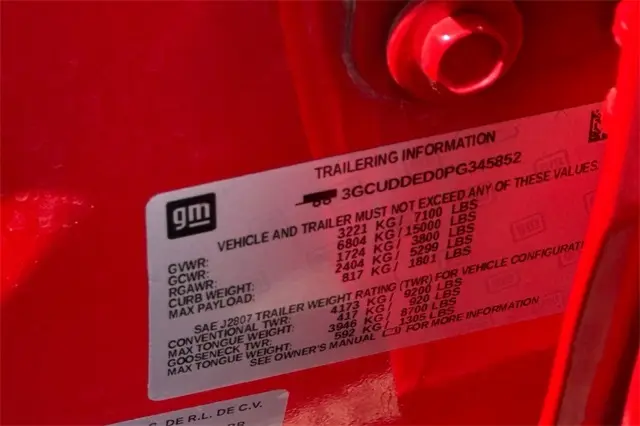 TRAILERING INFORMATION
3GCUDDED0PG345852
gm
VEHICLE AND TRAILER MUST NOT EXCEED ANY OF THESE VALUES
GVWR: 3221 KG / 7100 LBS
GCWR: 6804 KG / 15000 LBS
RGAWR: 1724 KG / 3800 LBS
CURB WEIGHT: 2404 KG / 5299 LBS
MAX PAYLOAD: 817 KG / 1801 LBS
SAE J2807 TRAILER WEIGHT RATING (TWR) FOR VEHICLE
CONVENTIONAL TWR: 4173 KG / 9200 LBS
MAX TONGUE WEIGHT: 417 KG / 920 LBS
GOOSENECK TWR: 3946 KG / 8700 LBS
MAX TONGUE WEIGHT: 592 KG / 1305 LBS
SEE OWNER'S MANUAL FOR MORE INFORMATION
DE R.L. DE C.V.